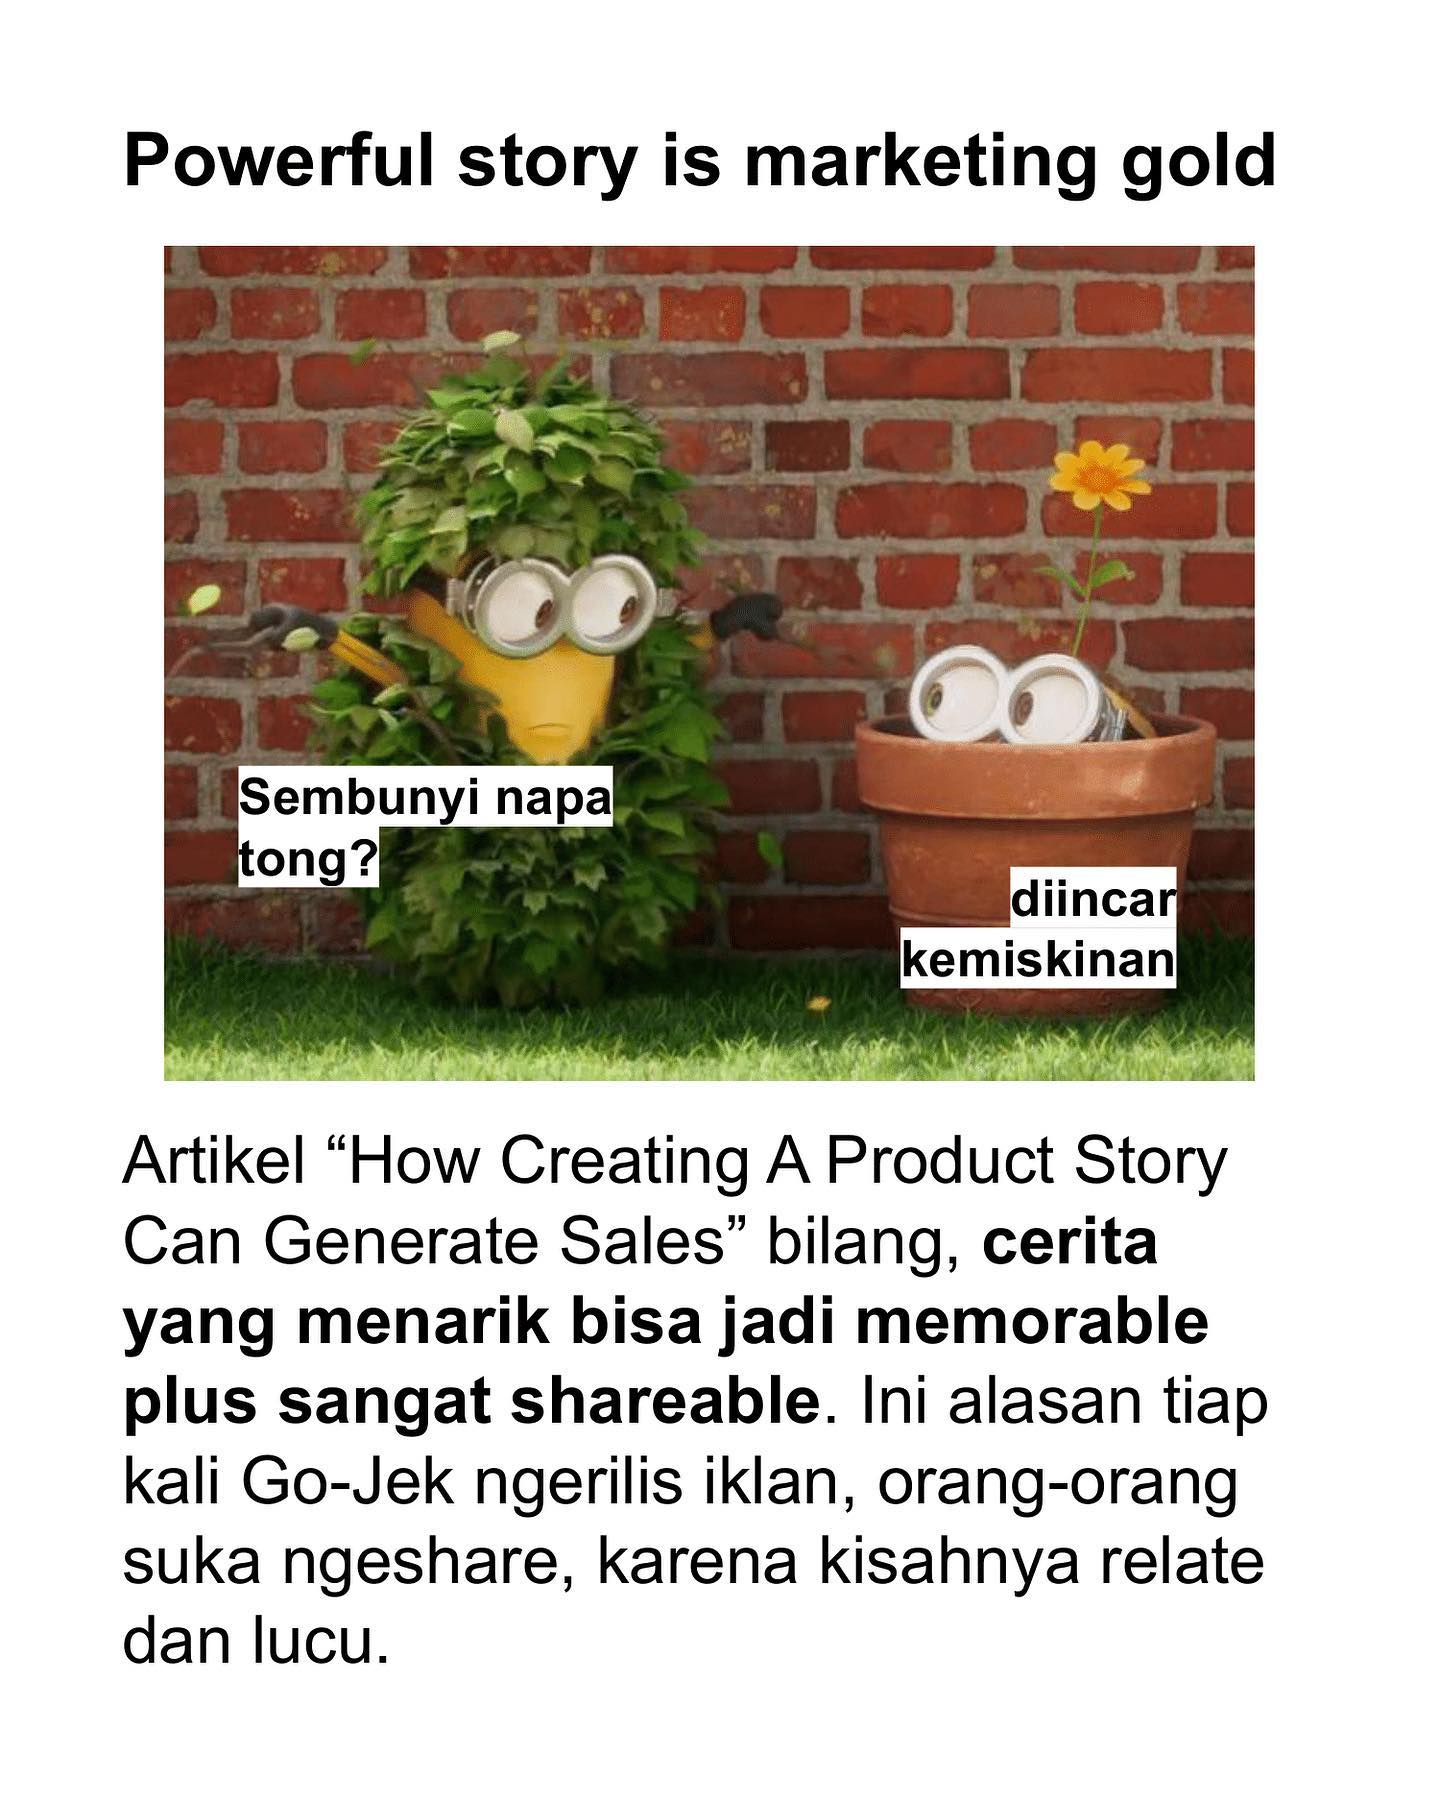 Powerful story is marketing gold
Sembunyi napa
tong?
diincar
kemiskinan
Artikel “How Creating A Product Story
Can Generate Sales” bilang, cerita
yang menarik bisa jadi memorable
plus sangat shareable. Ini alasan tiap
kali Go-Jek ngerilis iklan, orang-orang
suka ngeshare, karena kisahnya relate
dan lucu.